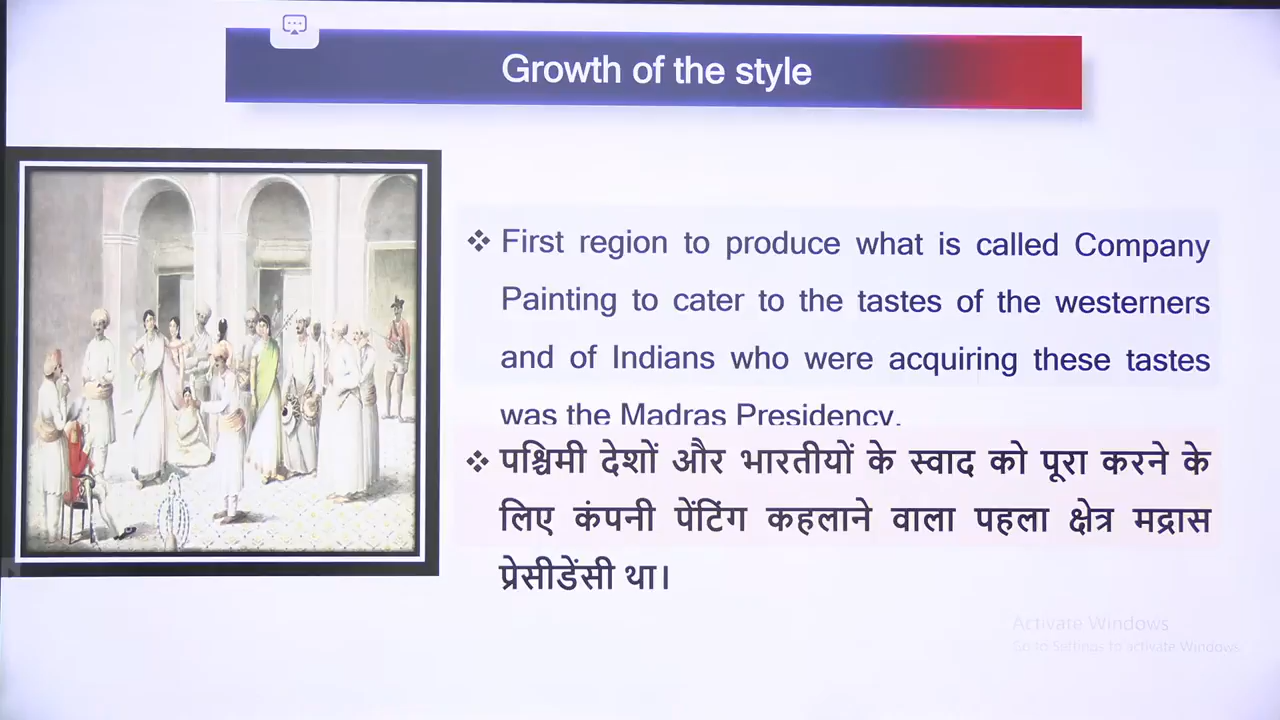 Growth of the style
❖ First region to produce what is called Company
Painting to cater to the tastes of the westerners
and of Indians who were acquiring these tastes
was the Madras Presidency.
❖ पश्चिमी देशों और भारतीयों के स्वाद को पूरा करने के
लिए कंपनी पेंटिंग कहलाने वाला पहला क्षेत्र मद्रास
प्रेसीडेंसी था।
Activate Windows
Go to Settings to activate Windows.